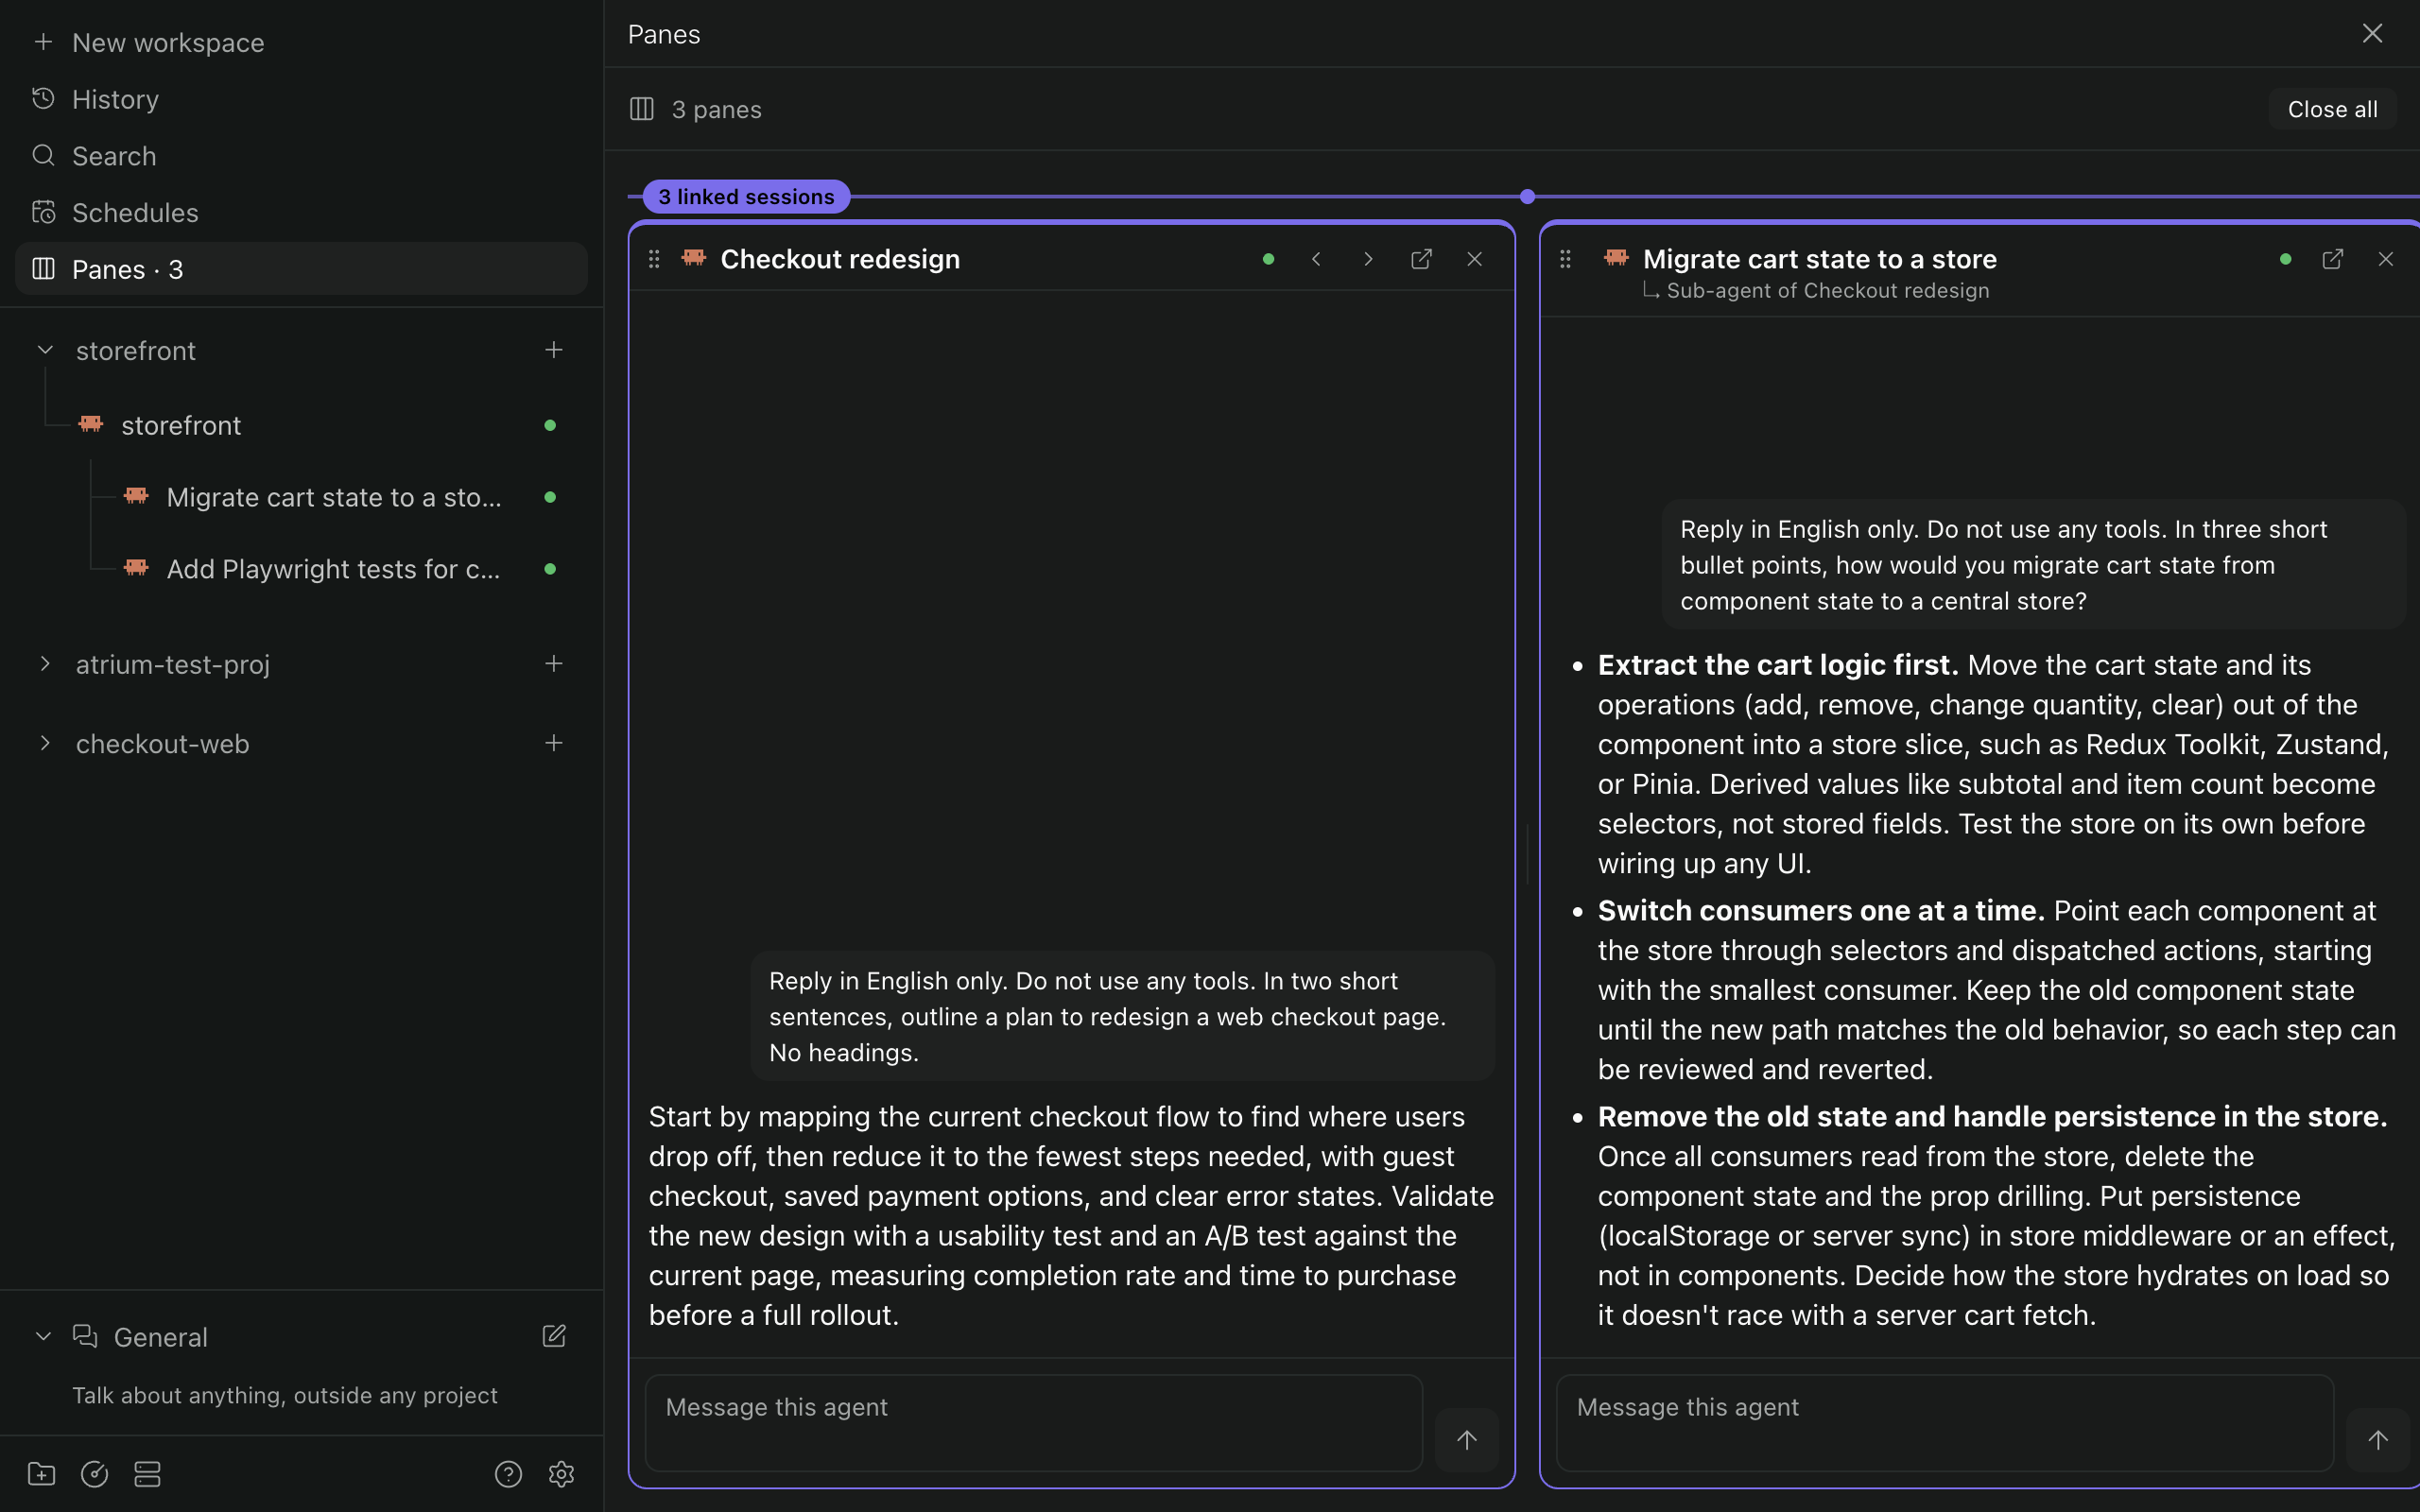 New workspace
History
Search
Schedules
Panes · 3
storefront
storefront
Migrate cart state to a sto...
Add Playwright tests for c...
atrium-test-proj
checkout-web
General
Talk about anything, outside any project
Panes
3 panes
Close all
3 linked sessions
Checkout redesign
Reply in English only. Do not use any tools. In two short
sentences, outline a plan to redesign a web checkout page.
No headings.
Start by mapping the current checkout flow to find where users
drop off, then reduce it to the fewest steps needed, with guest
checkout, saved payment options, and clear error states. Validate
the new design with a usability test and an A/B test against the
current page, measuring completion rate and time to purchase
before a full rollout.
Message this agent
Migrate cart state to a store
Sub-agent of Checkout redesign
Reply in English only. Do not use any tools. In three short
bullet points, how would you migrate cart state from
component state to a central store?
• Extract the cart logic first. Move the cart state and its
operations (add, remove, change quantity, clear) out of the
component into a store slice, such as Redux Toolkit, Zustand,
or Pinia. Derived values like subtotal and item count become
selectors, not stored fields. Test the store on its own before
wiring up any UI.
• Switch consumers one at a time. Point each component at
the store through selectors and dispatched actions, starting
with the smallest consumer. Keep the old component state
until the new path matches the old behavior, so each step can
be reviewed and reverted.
• Remove the old state and handle persistence in the store.
Once all consumers read from the store, delete the
component state and the prop drilling. Put persistence
(localStorage or server sync) in store middleware or an effect,
not in components. Decide how the store hydrates on load so
it doesn't race with a server cart fetch.
Message this agent